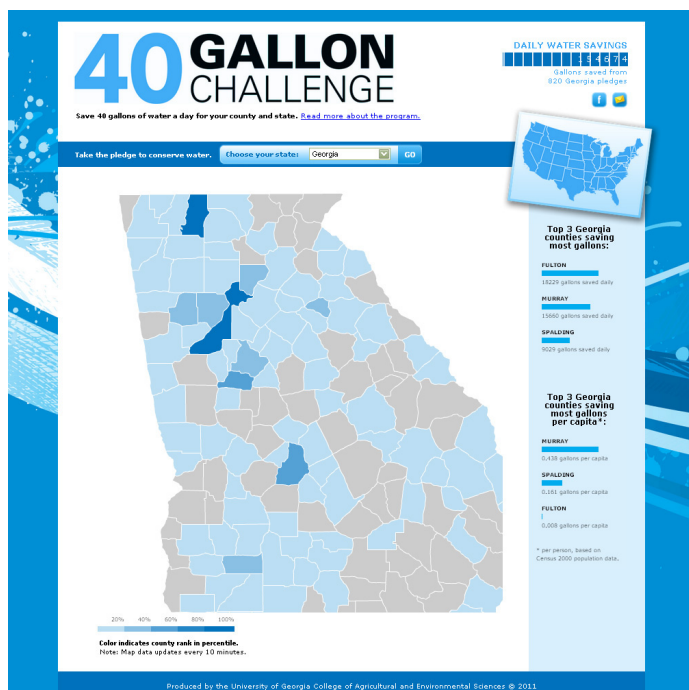 40 GALLON
CHALLENGE
Save 40 gallons of water a day for your county and state. Read more about the program.
DAILY WATER SAVINGS
154674
Gallons saved from
820 Georgia pledges
f
Take the pledge to conserve water.
Choose your state:
Georgia
GO
Top 3 Georgia
counties saving
most gallons:
FULTON
18229 gallons saved daily
MURRAY
15660 gallons saved daily
SPALDING
9029 gallons saved daily
Top 3 Georgia
counties saving
most gallons
per capita*:
MURRAY
0.439 gallons per capita
SPALDING
0.161 gallons per capita
FULTON
0.008 gallons per capita
* per person, based on
Census 2000 population data.
20% 40% 60% 80% 100%
Color indicates county rank in percentile.
Note: Map data updates every 10 minutes.
Produced by the University of Georgia College of Agricultural and Environmental Sciences © 2011